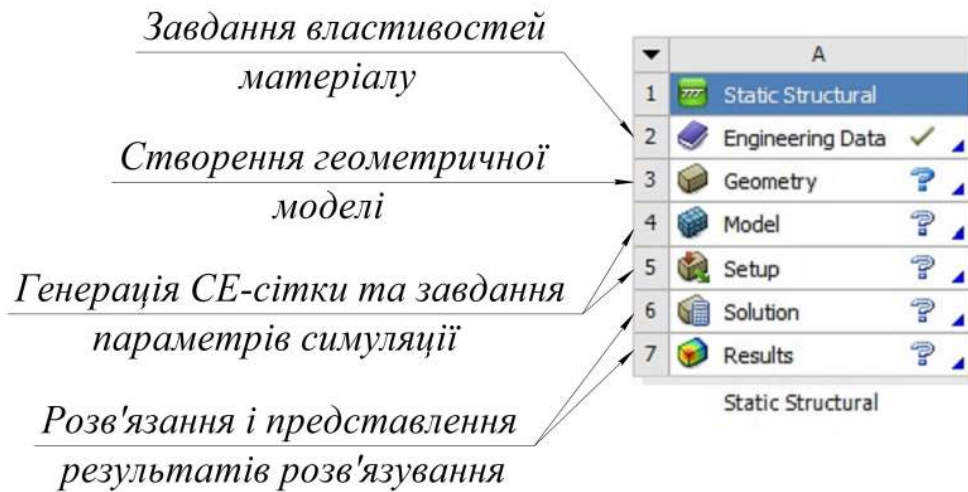 Завдання властивостей
матеріалу
Створення геометричної
моделі
Генерація СЕ-сітки та завдання
параметрів симуляції
Розв'язання і представлення
результатів розв'язування
A
1 Static Structural
2 Engineering Data
3 Geometry
4 Model
5 Setup
6 Solution
7 Results
Static Structural